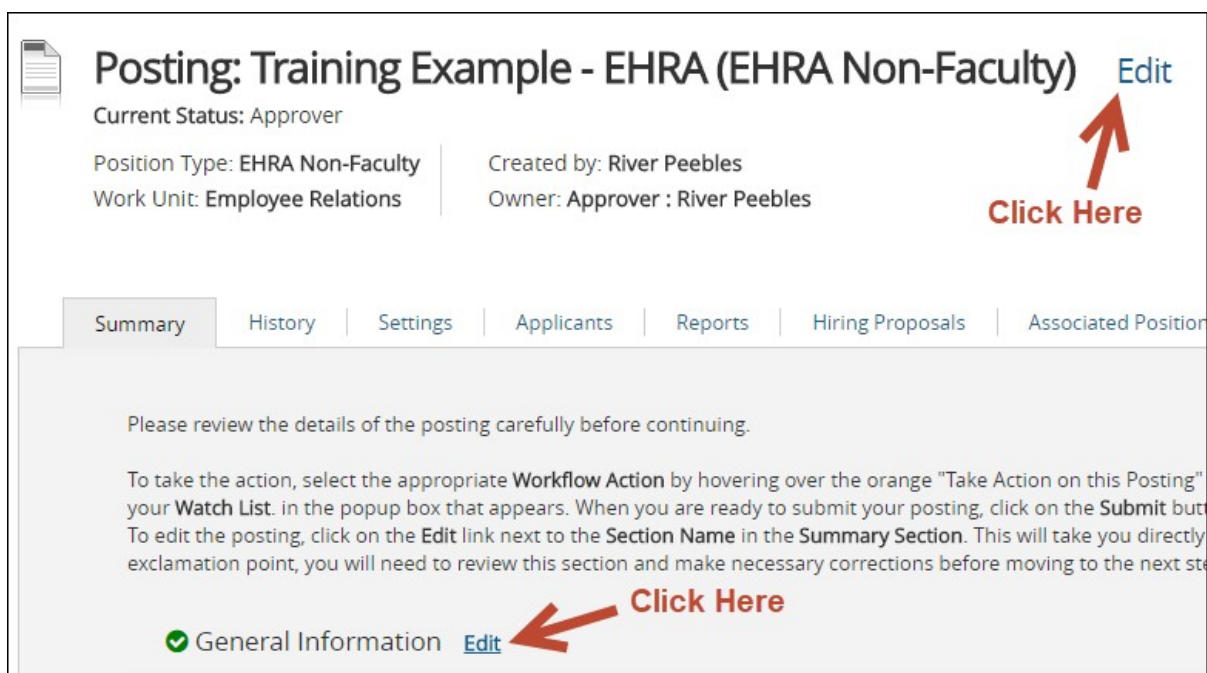 Posting: Training Example - EHRA (EHRA Non-Faculty) Edit
Current Status: Approver
Position Type: EHRA Non-Faculty Created by: River Peebles
Work Unit: Employee Relations Owner: Approver : River Peebles
Click Here
Summary History Settings Applicants Reports Hiring Proposals Associated Position
Please review the details of the posting carefully before continuing.
To take the action, select the appropriate Workflow Action by hovering over the orange "Take Action on this Posting"
your Watch List. in the popup box that appears. When you are ready to submit your posting, click on the Submit butt
To edit the posting, click on the Edit link next to the Section Name in the Summary Section. This will take you directly
exclamation point, you will need to review this section and make necessary corrections before moving to the next ste
Click Here
General Information Edit